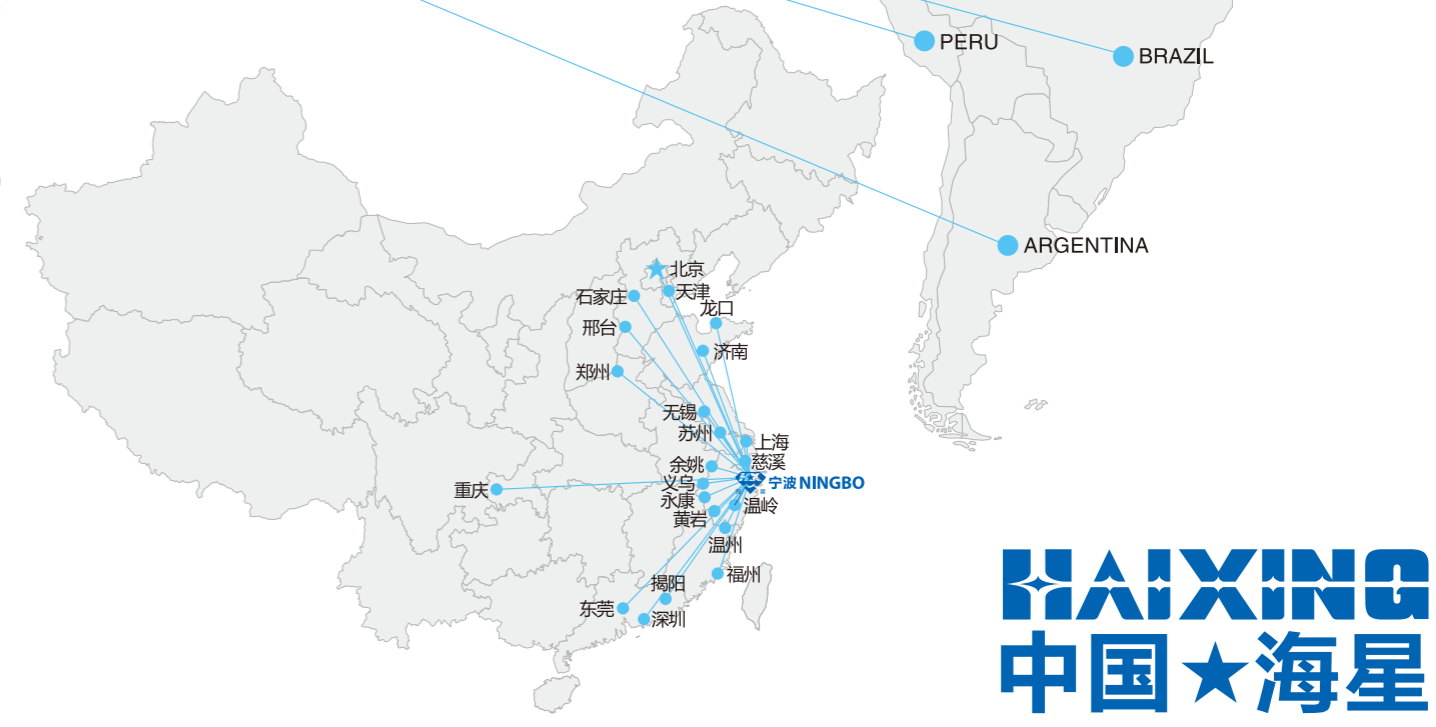 PERU
BRAZIL
ARGENTINA
北京
天津
石家庄
龙口
邢台
济南
郑州
无锡
苏州
上海
慈溪
余姚
义乌
宁波 NINGBO
重庆
永康
温岭
黄岩
温州
福州
揭阳
东莞
深圳
HAIXING
中国★海星